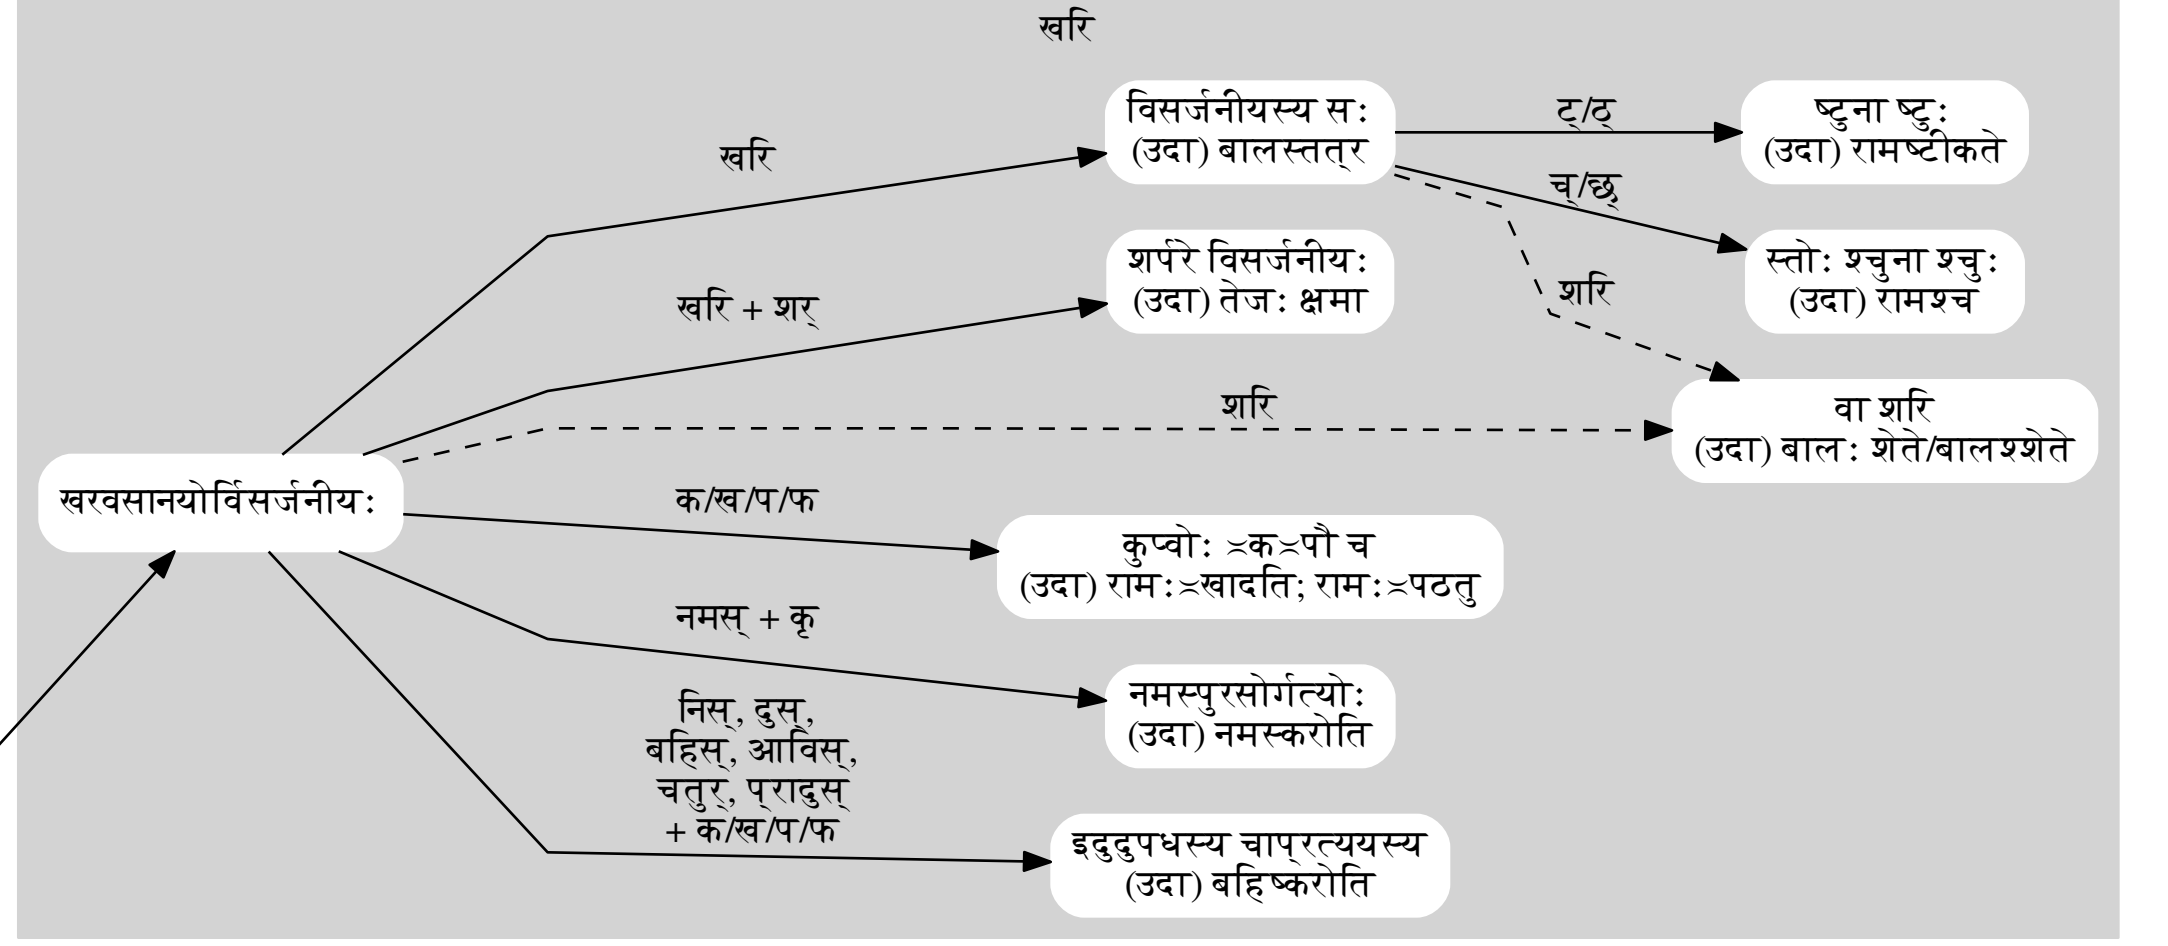 खरि
खरि
विसर्जनीयस्य सः
(उदा) बालस्तत्र
ट्/ठ्
ष्टुना ष्टुः
(उदा) रामष्टीकते
च्/छ्
खरि + शर्
शर्परे विसर्जनीयः
(उदा) तेजः क्षमा
शरि
स्तोः श्चुना श्चुः
(उदा) रामश्च
शरि
वा शरि
(उदा) बालः शेते/बालश्शेते
खरवसानयोर्विसर्जनीयः
क/ख/प/फ
कुप्वोः ≍क≍पौ च
(उदा) रामः≍खादति; रामः≍पठतु
नमस् + कृ
नमस्पुरसोर्गत्योः
(उदा) नमस्करोति
निस्, दुस्,
बहिस्, आविस्,
चतुर्, प्रादुस्
+ क/ख/प/फ
इदुदुपधस्य चाप्रत्ययस्य
(उदा) बहिष्करोति